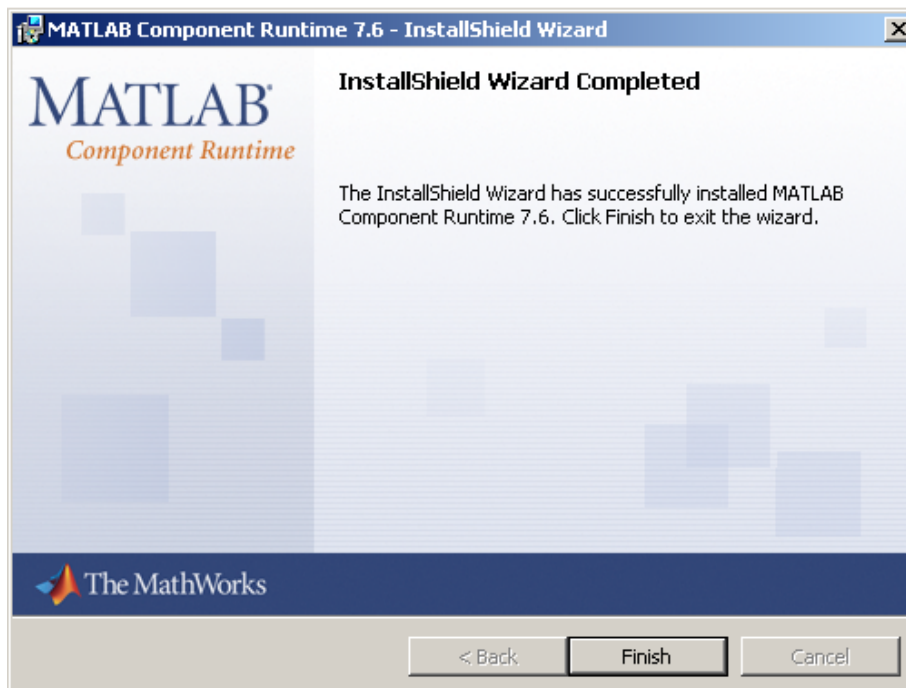 MATLAB Component Runtime 7.6 - InstallShield Wizard
MATLAB®
Component Runtime
InstallShield Wizard Completed
The InstallShield Wizard has successfully installed MATLAB
Component Runtime 7.6. Click Finish to exit the wizard.
The MathWorks
< Back
Finish
Cancel